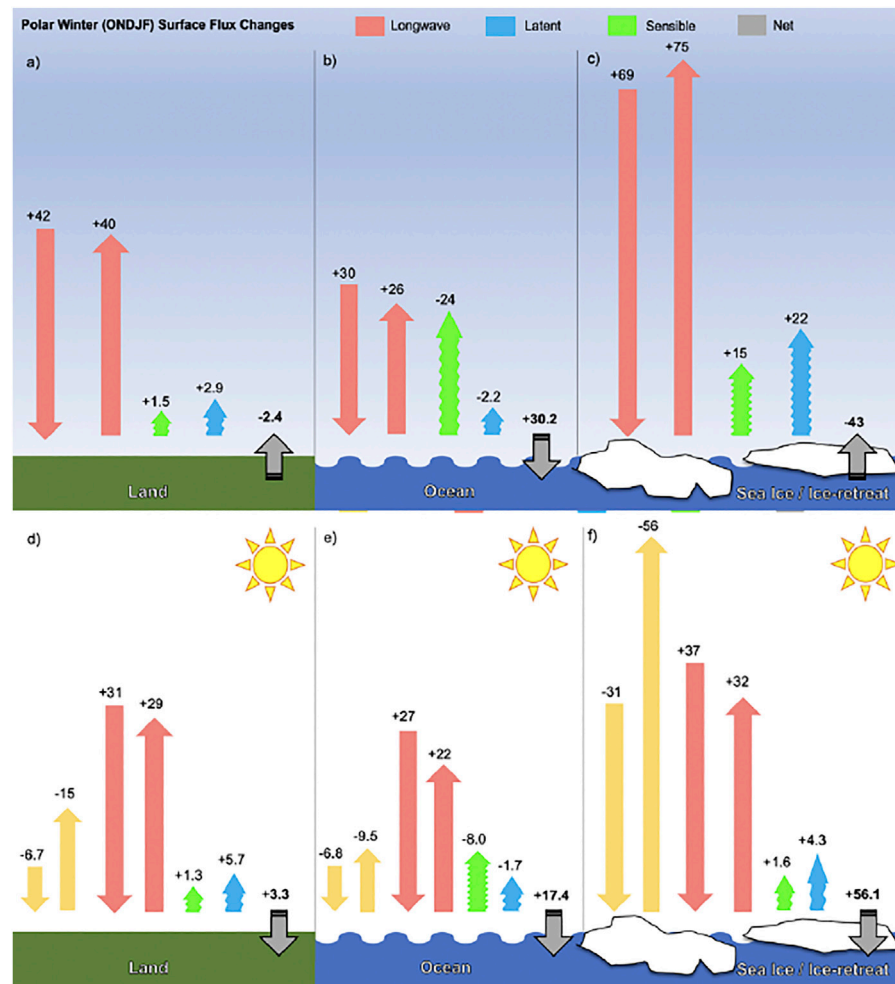 Polar Winter (ONDJF) Surface Flux Changes
Longwave
Latent
Sensible
Net
a)
b)
c)
+42
+40
+1.5
+2.9
-2.4
+30
+26
-24
-2.2
+30.2
+69
+75
+15
+22
-43
Land
Ocean
Sea Ice / Ice-retreat
d)
e)
f)
-6.7
-15
+31
+29
+1.3
+5.7
+3.3
-6.8
-9.5
+27
+22
-8.0
-1.7
+17.4
-31
-56
+37
+32
+1.6
+4.3
+56.1
Land
Ocean
Sea Ice / Ice-retreat